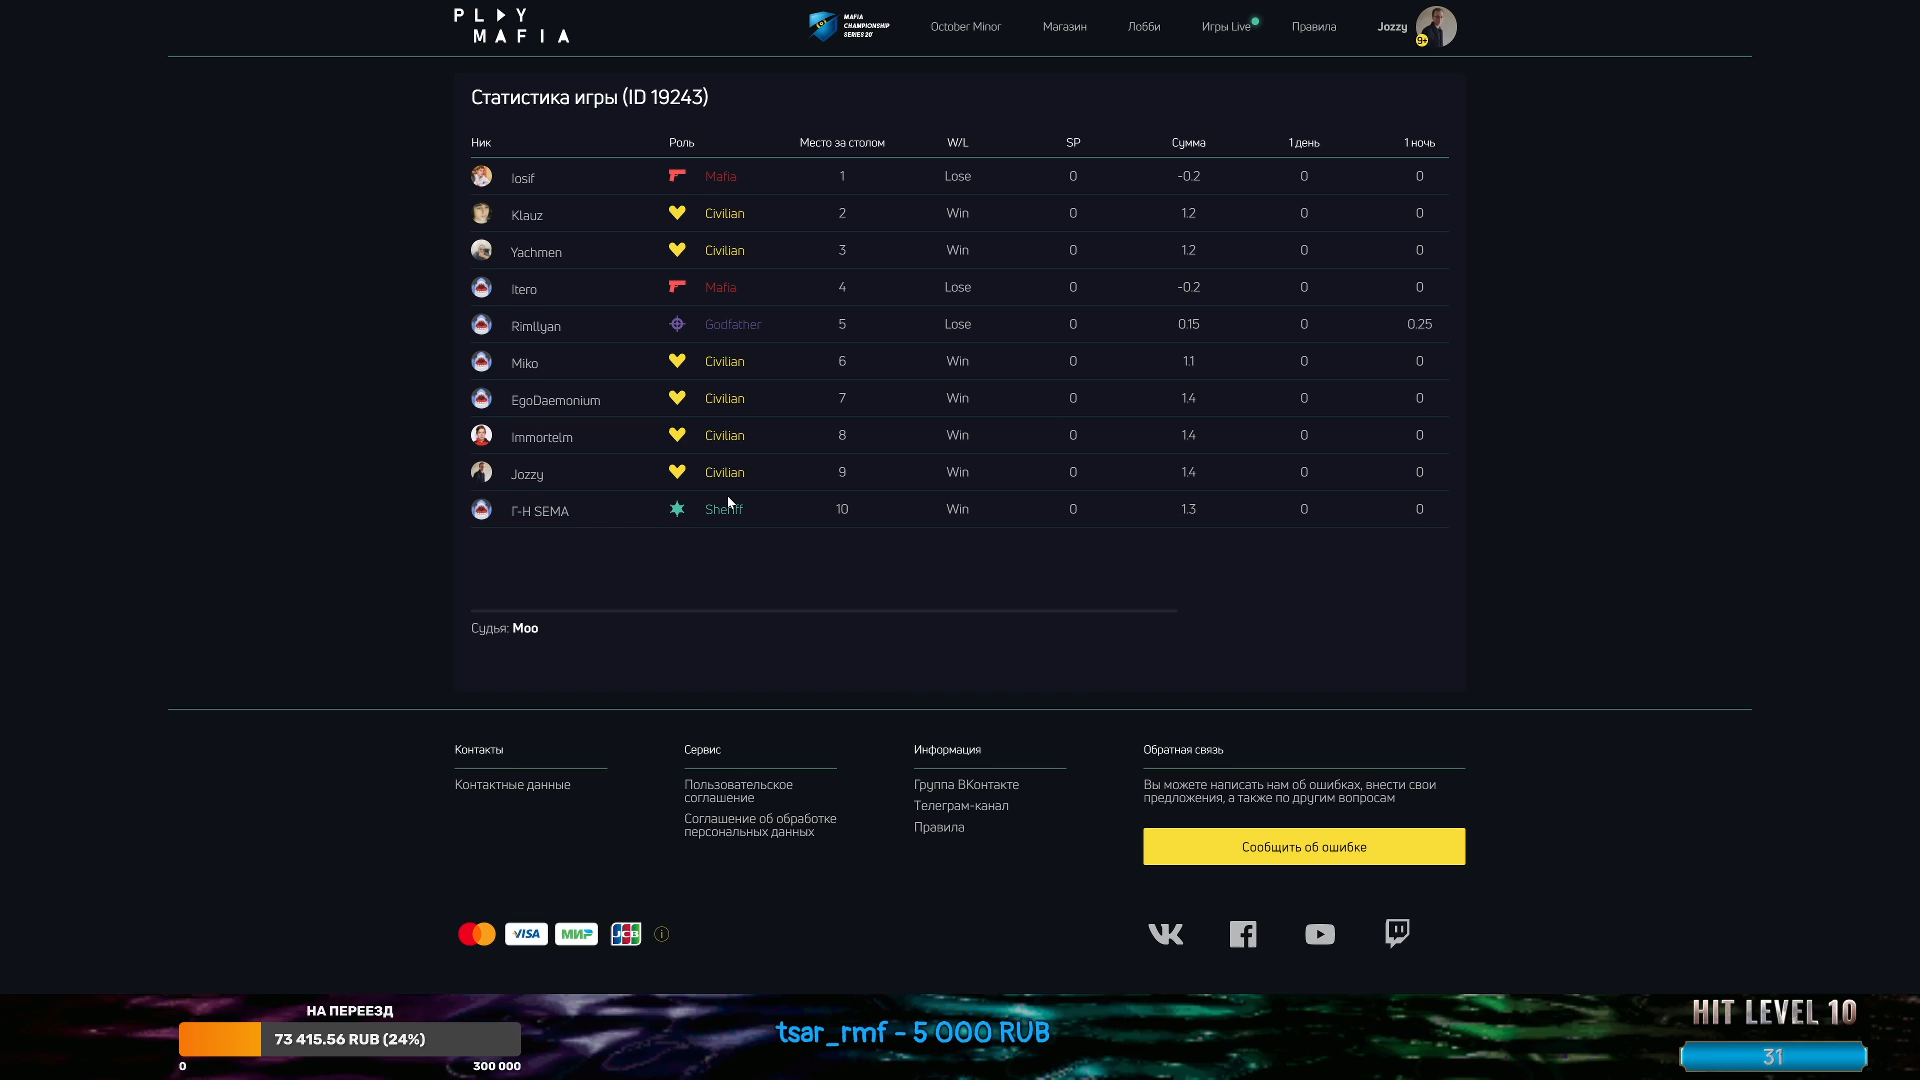 PLAY
MAFIA
MAFIA
CHAMPIONSHIP
SERIES 20'
October Minor
Магазин
Лобби
Игры Live
Правила
Jozzy
9+
Статистика игры (ID 19243)
Ник Роль Место за столом W/L SP Сумма 1 день 1 ночь
Iosif Mafia 1 Lose 0 -0.2 0 0
Klauz Civilian 2 Win 0 1.2 0 0
Yachmen Civilian 3 Win 0 1.2 0 0
Itero Mafia 4 Lose 0 -0.2 0 0
Rimllyan Godfather 5 Lose 0 0.15 0 0.25
Miko Civilian 6 Win 0 1.1 0 0
EgoDaemonium Civilian 7 Win 0 1.4 0 0
Immortelm Civilian 8 Win 0 1.4 0 0
Jozzy Civilian 9 Win 0 1.4 0 0
Г-Н SEMA Sheriff 10 Win 0 1.3 0 0
Судья: Moo
Контакты
Контактные данные
Сервис
Пользовательское
соглашение
Соглашение об обработке
персональных данных
Информация
Группа ВКонтакте
Телеграм-канал
Правила
Обратная связь
Вы можете написать нам об ошибках, внести свои
предложения, а также по другим вопросам
Сообщить об ошибке
VISA
МИР
JCB
i
НА ПЕРЕЕЗД
73 415.56 RUB (24%)
0
300 000
tsar_rmf - 5 000 RUB
HIT LEVEL 10
31